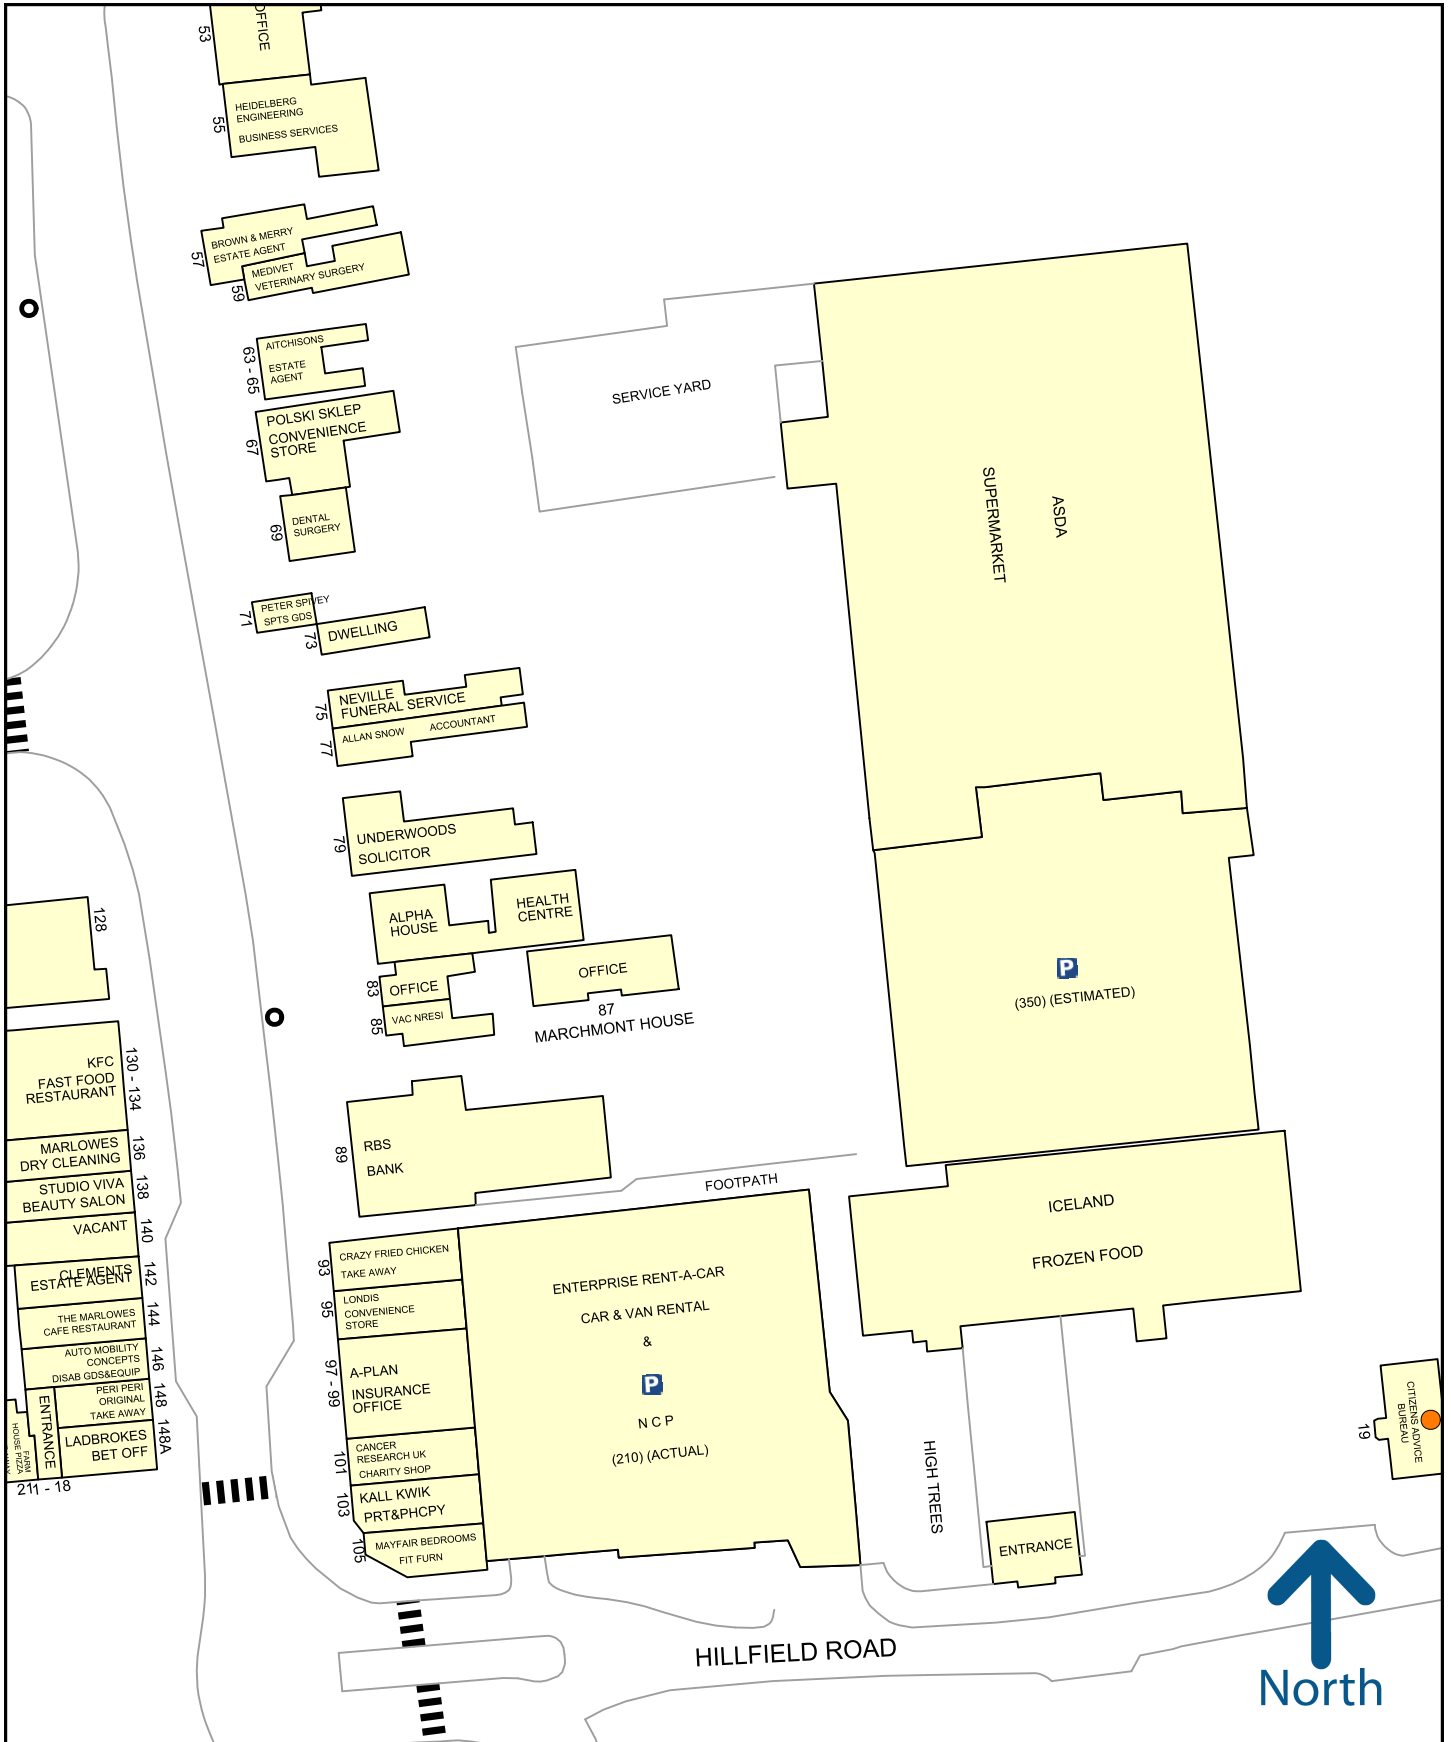 53
OFFICE
55
HEIDELBERG
ENGINEERING
BUSINESS SERVICES
57
BROWN & MERRY
ESTATE AGENT
59
MEDIVET
VETERINARY SURGERY
63 - 65
AITCHISONS
ESTATE
AGENT
67
POLSKI SKLEP
CONVENIENCE
STORE
69
DENTAL
SURGERY
71
PETER SPIVEY
SPTS GDS
73
DWELLING
75
NEVILLE
FUNERAL SERVICE
77
ALLAN SNOW ACCOUNTANT
79
UNDERWOODS
SOLICITOR
ALPHA
HOUSE
HEALTH
CENTRE
83
OFFICE
85
VAC NRESI
OFFICE
87
MARCHMONT HOUSE
89
RBS
BANK
FOOTPATH
93
CRAZY FRIED CHICKEN
TAKE AWAY
95
LONDIS
CONVENIENCE
STORE
97 - 99
A-PLAN
INSURANCE
OFFICE
101
CANCER
RESEARCH UK
CHARITY SHOP
103
KALL KWIK
PRT&PHCPY
105
MAYFAIR BEDROOMS
FIT FURN
ENTERPRISE RENT-A-CAR
CAR & VAN RENTAL
&
P
N C P
(210) (ACTUAL)
SERVICE YARD
ASDA
SUPERMARKET
P
(350) (ESTIMATED)
ICELAND
FROZEN FOOD
HIGH TREES
ENTRANCE
19
CITIZENS ADVICE
BUREAU
128
KFC
FAST FOOD
RESTAURANT
130 - 134
MARLOWES
DRY CLEANING
136
STUDIO VIVA
BEAUTY SALON
138
VACANT
140
CLEMENTS
ESTATE AGENT
142
THE MARLOWES
CAFE RESTAURANT
144
AUTO MOBILITY
CONCEPTS
DISAB GDS&EQUIP
146
PERI PERI
ORIGINAL
TAKE AWAY
148
LADBROKES
BET OFF
148A
ENTRANCE
FARM
HOUSE PIZZA
211 - 18
HILLFIELD ROAD
North